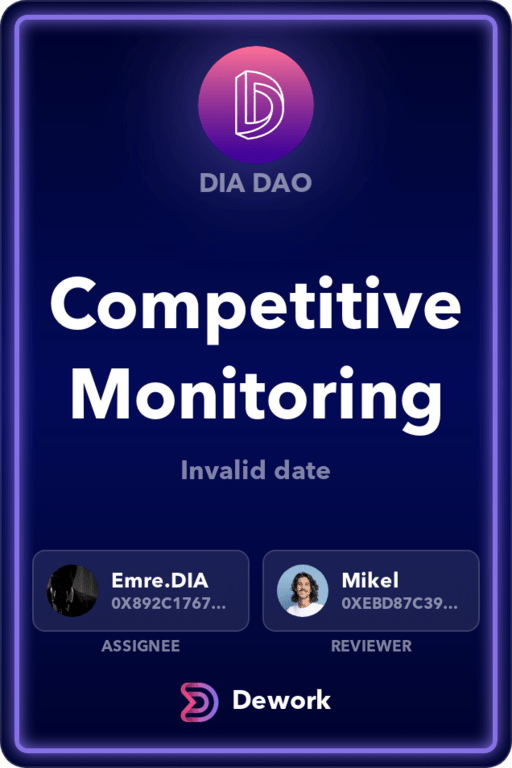 DIA DAO
Competitive
Monitoring
Invalid date
Emre.DIA
0X892C1767...
ASSIGNEE
Mikel
0XEBD87C39...
REVIEWER
Dework